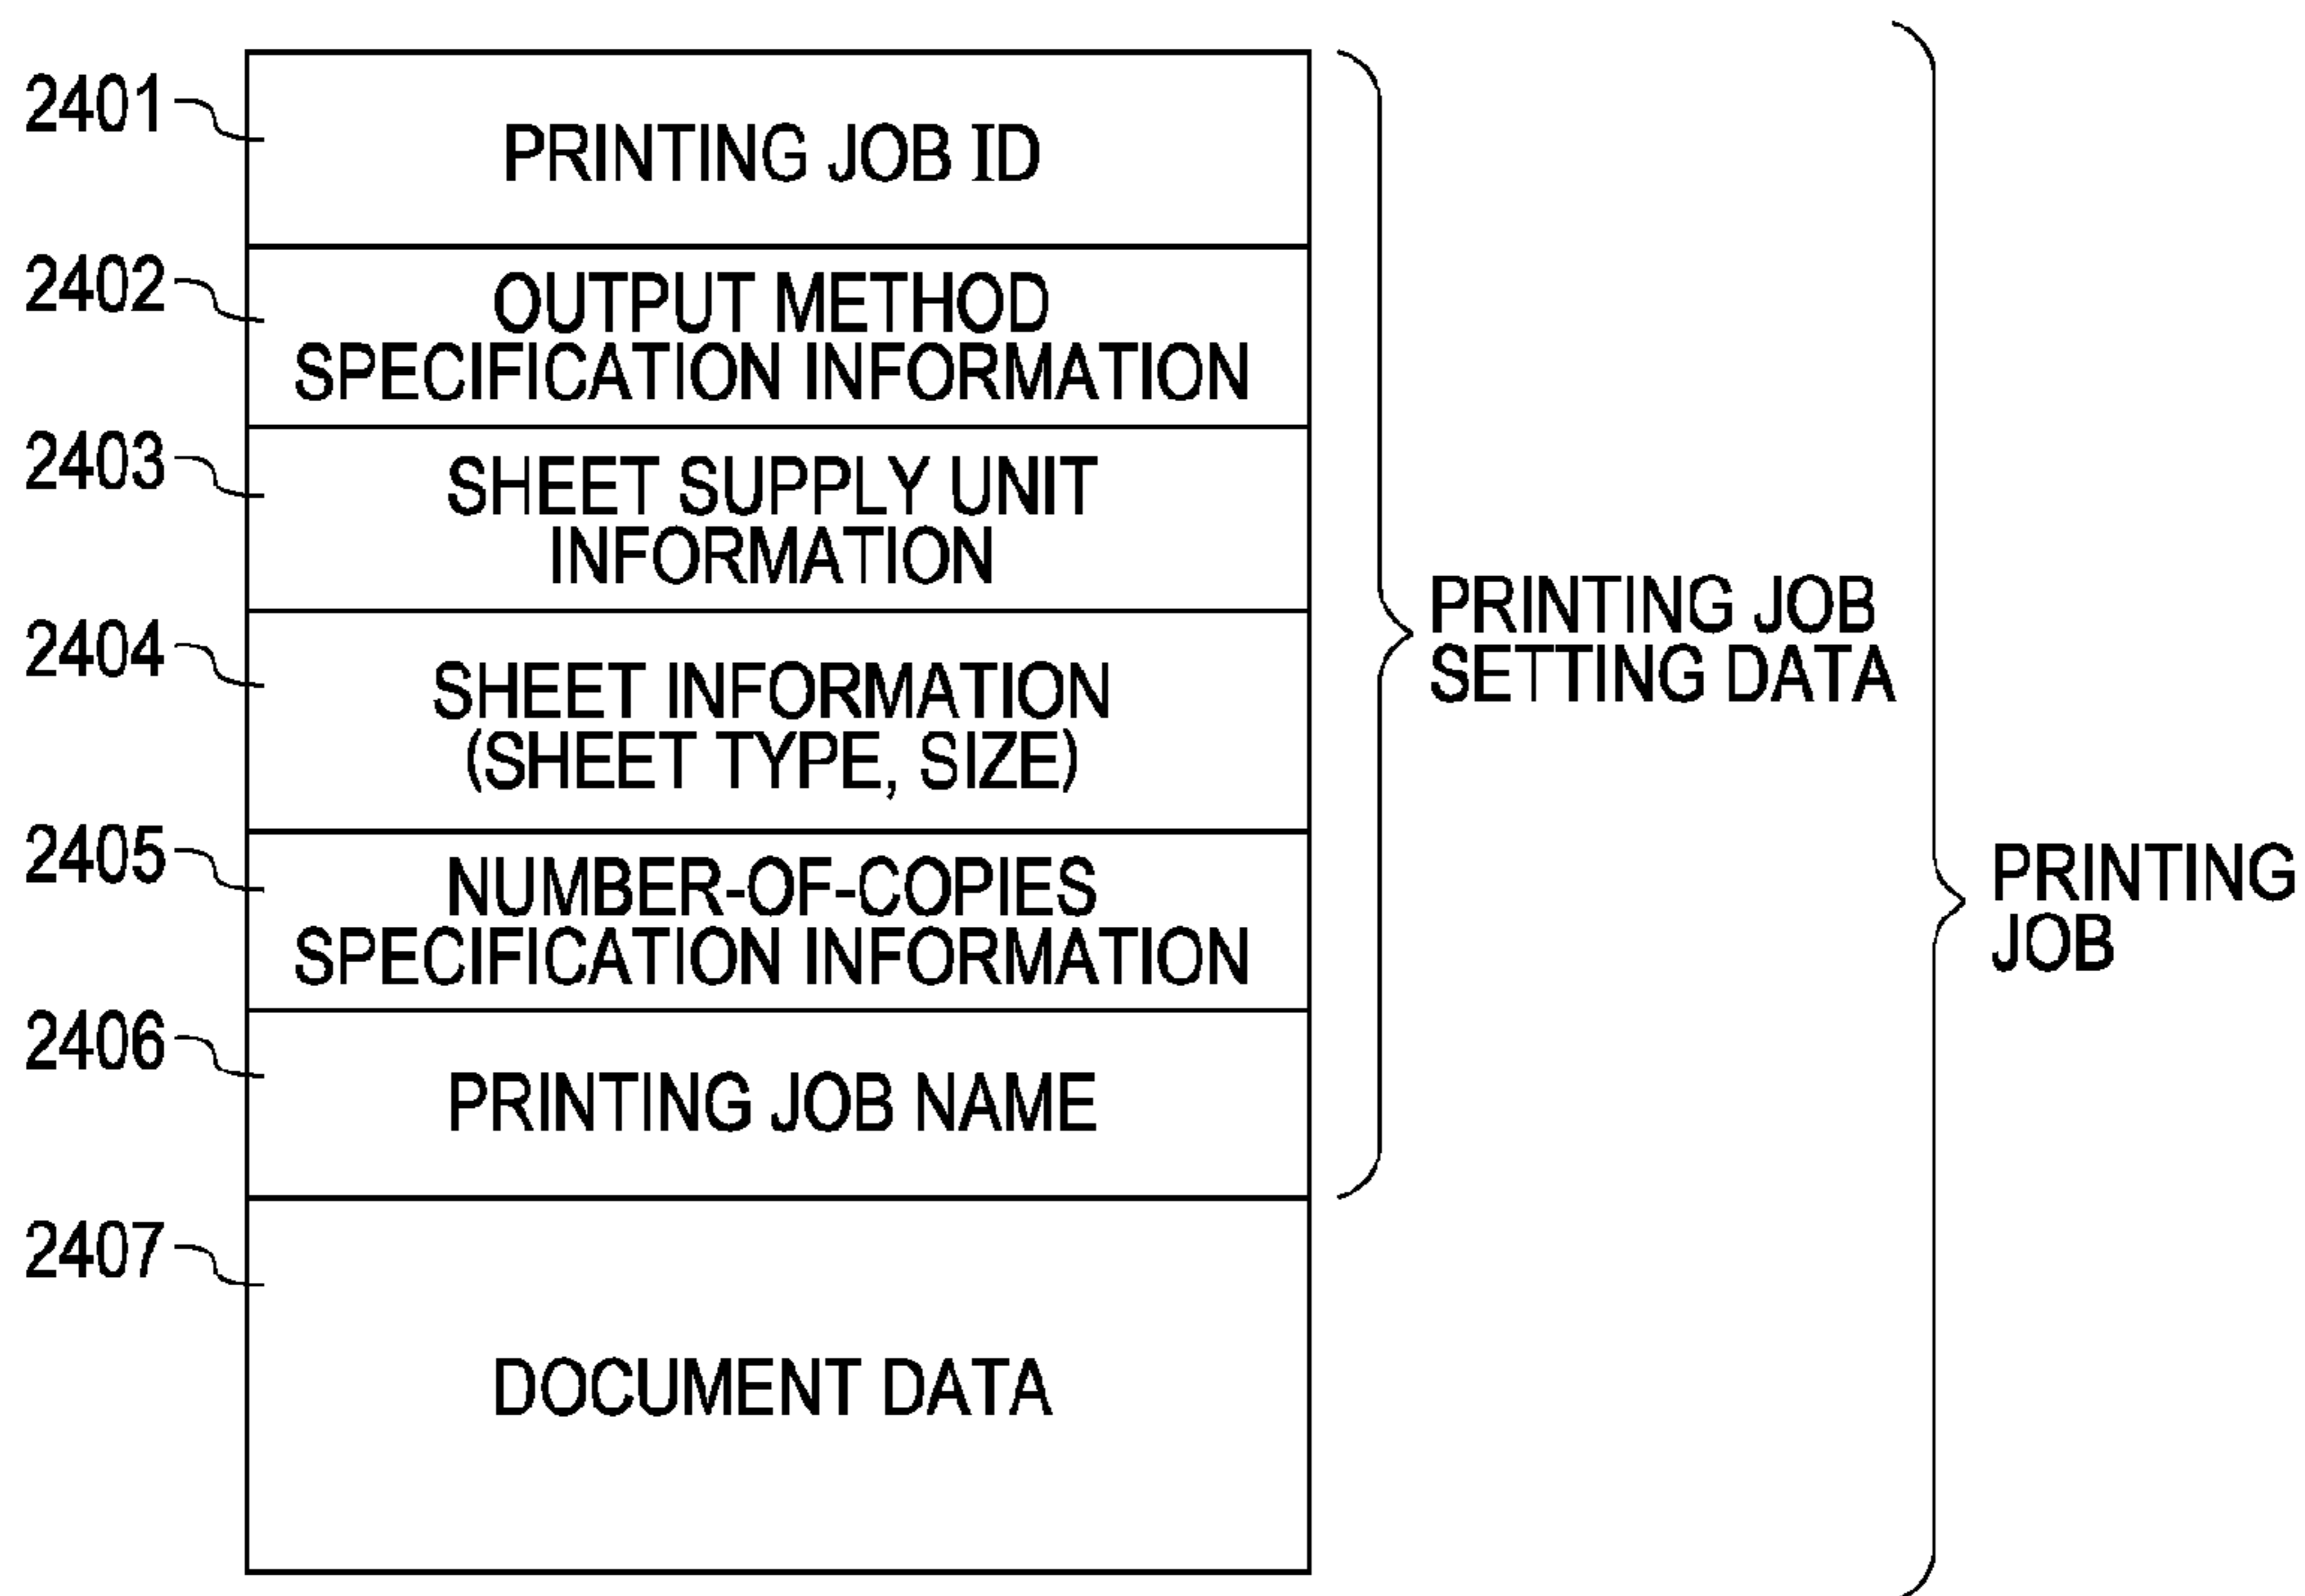 2401
PRINTING JOB ID
2402
OUTPUT METHOD
SPECIFICATION INFORMATION
2403
SHEET SUPPLY UNIT
INFORMATION
2404
SHEET INFORMATION
(SHEET TYPE, SIZE)
2405
NUMBER-OF-COPIES
SPECIFICATION INFORMATION
2406
PRINTING JOB NAME
2407
DOCUMENT DATA
PRINTING JOB
SETTING DATA
PRINTING
JOB